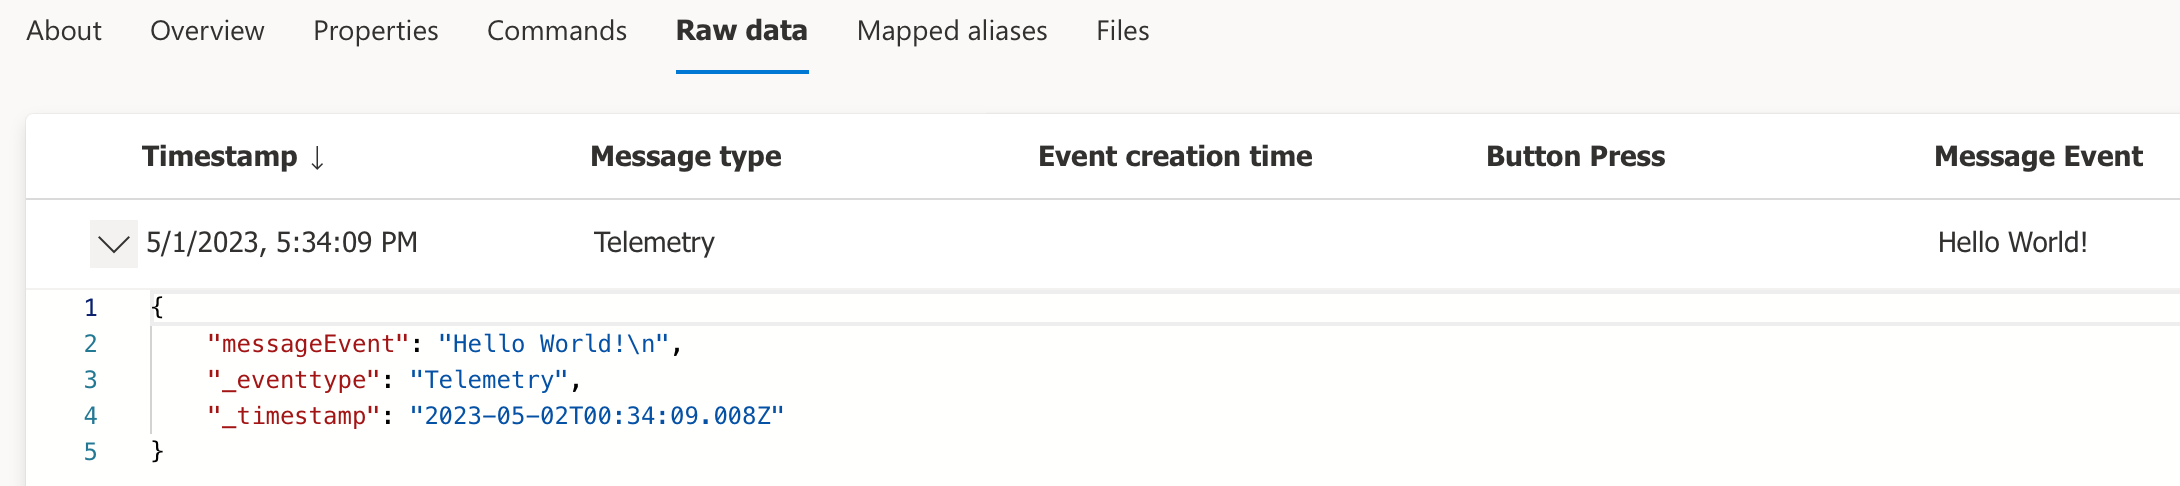 About Overview Properties Commands Raw data Mapped aliases Files
Timestamp ↓ Message type Event creation time Button Press Message Event
5/1/2023, 5:34:09 PM Telemetry Hello World!
1 {
2 "messageEvent": "Hello World!\n",
3 "_eventtype": "Telemetry",
4 "_timestamp": "2023-05-02T00:34:09.008Z"
5 }